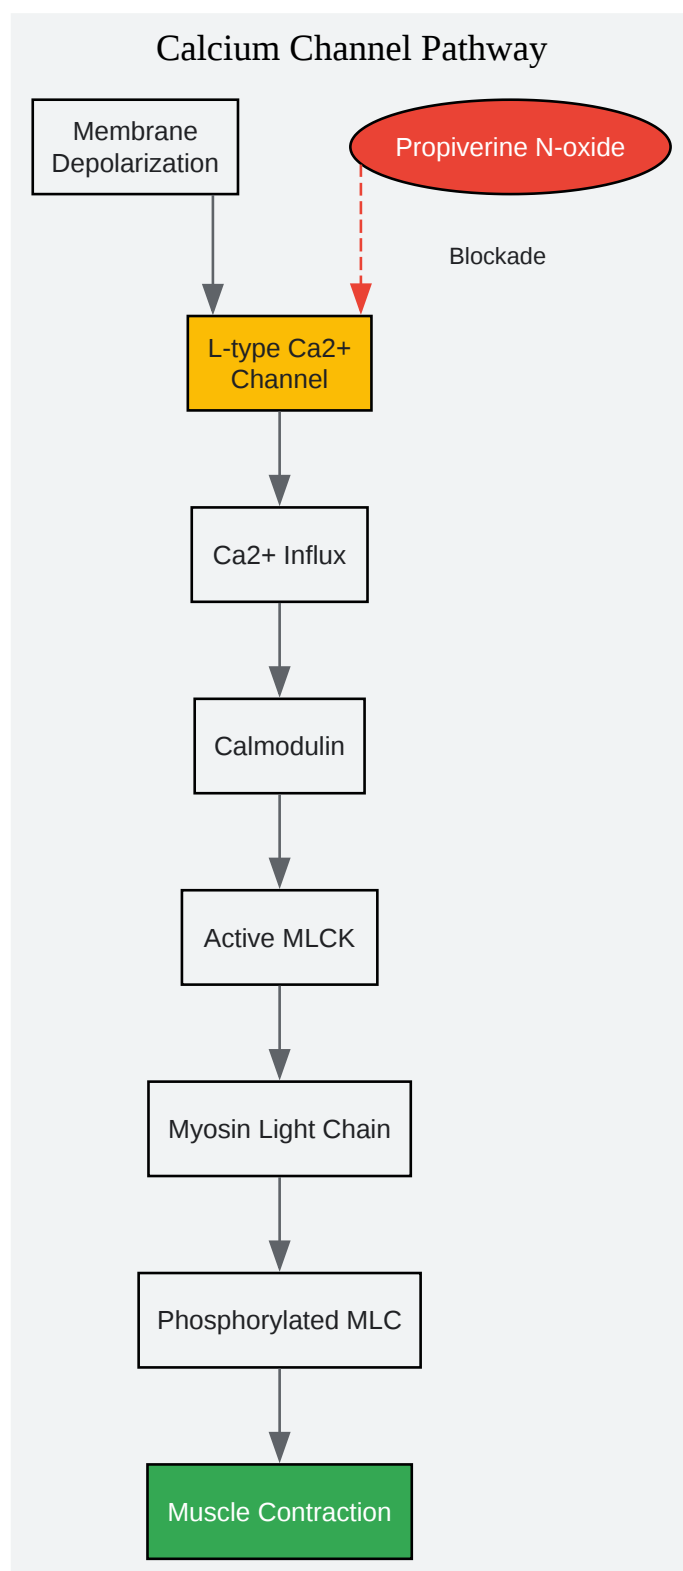 Calcium Channel Pathway
Membrane
Depolarization
Propiverine N-oxide
Blockade
L-type Ca2+
Channel
Ca2+ Influx
Calmodulin
Active MLCK
Myosin Light Chain
Phosphorylated MLC
Muscle Contraction